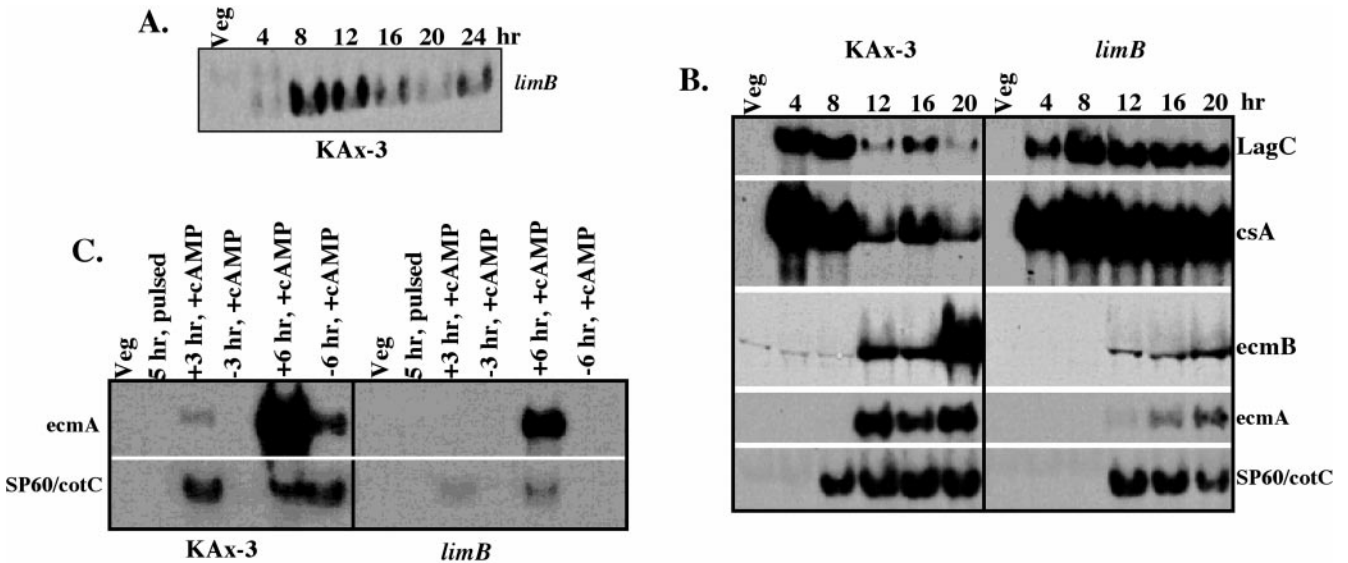 A.
Veg 4 8 12 16 20 24 hr
limB
KAx-3
B.
KAx-3 limB
Veg 4 8 12 16 20 Veg 4 8 12 16 20 hr
LagC
csA
ecmB
ecmA
SP60/cotC
C.
Veg
5 hr, pulsed
+3 hr, +cAMP
-3 hr, +cAMP
+6 hr, +cAMP
-6 hr, +cAMP
Veg
5 hr, pulsed
+3 hr, +cAMP
-3 hr, +cAMP
+6 hr, +cAMP
-6 hr, +cAMP
ecmA
SP60/cotC
KAx-3 limB